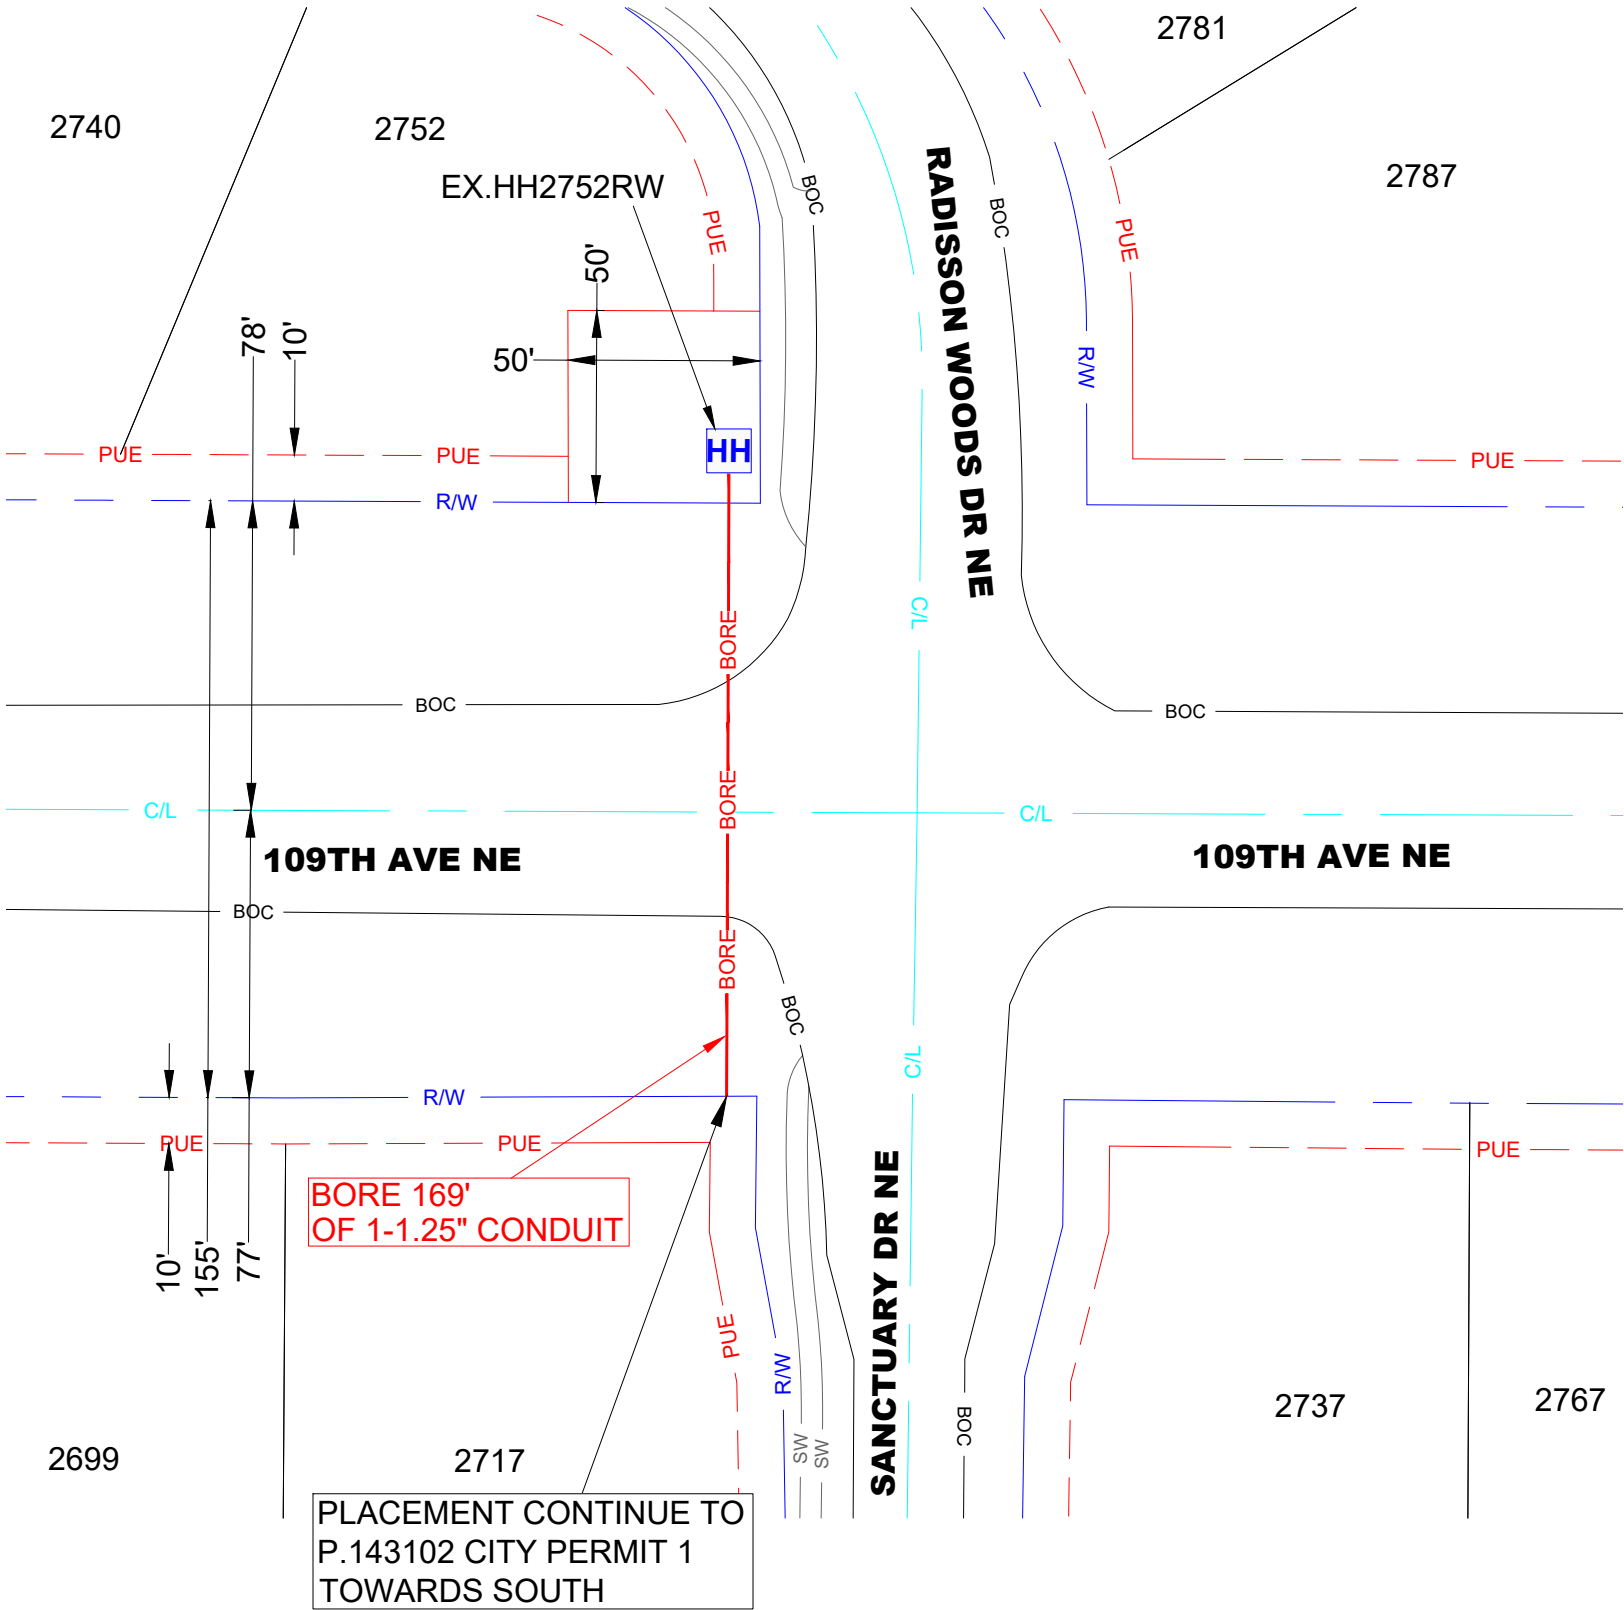 2781
2740
2752
2787
EX.HH2752RW
BOC
BOC
RADISSON WOODS DR NE
PUE
PUE
50'
50'
78'
10'
R/W
HH
PUE
PUE
PUE
R/W
C/L
BORE
BOC
BOC
C/L
BORE
C/L
109TH AVE NE
109TH AVE NE
BOC
BORE
BOC
C/L
R/W
PUE
PUE
PUE
BORE 169'
OF 1-1.25" CONDUIT
10'
155'
77'
SANCTUARY DR NE
PUE
R/W
SW
SW
BOC
2737
2767
2699
2717
PLACEMENT CONTINUE TO
P.143102 CITY PERMIT 1
TOWARDS SOUTH